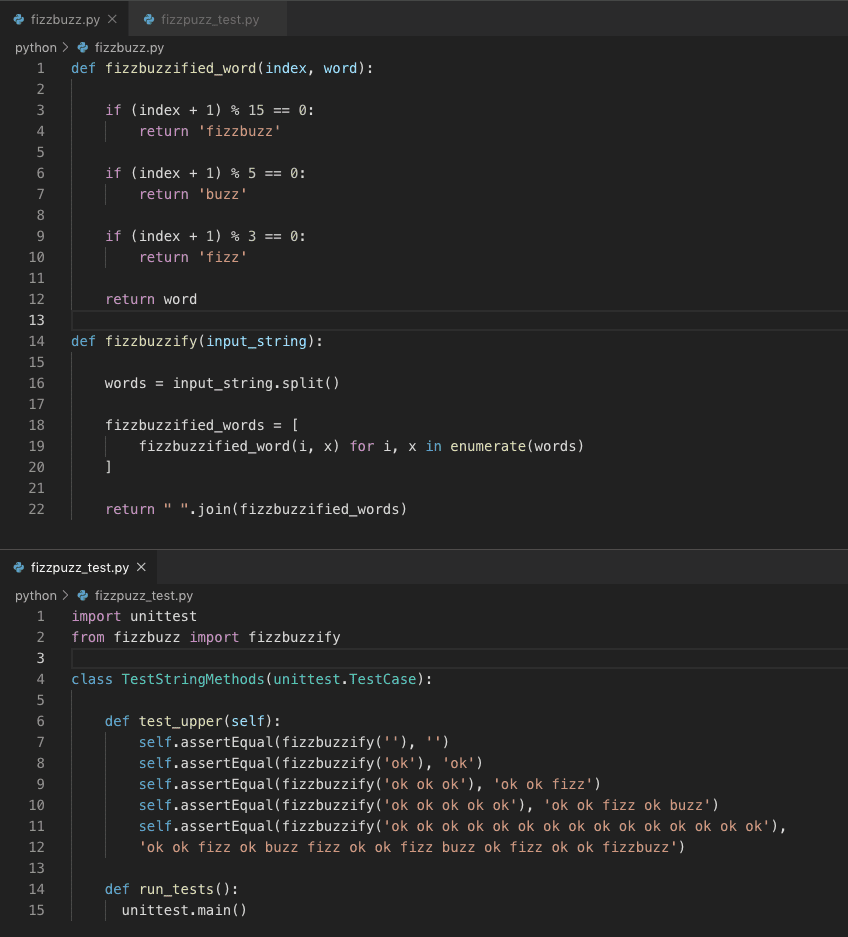 fizzbuzz.py × fizzpuzz_test.py
python > fizzbuzz.py
1 def fizzbuzzified_word(index, word):
2
3     if (index + 1) % 15 == 0:
4         return 'fizzbuzz'
5
6     if (index + 1) % 5 == 0:
7         return 'buzz'
8
9     if (index + 1) % 3 == 0:
10         return 'fizz'
11
12     return word
13
14 def fizzbuzzify(input_string):
15
16     words = input_string.split()
17
18     fizzbuzzified_words = [
19         fizzbuzzified_word(i, x) for i, x in enumerate(words)
20     ]
21
22     return " ".join(fizzbuzzified_words)
fizzpuzz_test.py ×
python > fizzpuzz_test.py
1 import unittest
2 from fizzbuzz import fizzbuzzify
3
4 class TestStringMethods(unittest.TestCase):
5
6     def test_upper(self):
7         self.assertEqual(fizzbuzzify(''), '')
8         self.assertEqual(fizzbuzzify('ok'), 'ok')
9         self.assertEqual(fizzbuzzify('ok ok ok'), 'ok ok fizz')
10         self.assertEqual(fizzbuzzify('ok ok ok ok ok'), 'ok ok fizz ok buzz')
11         self.assertEqual(fizzbuzzify('ok ok ok ok ok ok ok ok ok ok ok ok ok ok ok'),
12         'ok ok fizz ok buzz fizz ok ok fizz buzz ok fizz ok ok fizzbuzz')
13
14     def run_tests():
15       unittest.main()